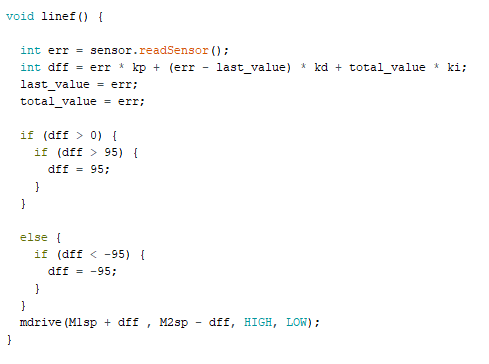 void linef() {
int err = sensor.readSensor();
int dff = err * kp + (err - last_value) * kd + total_value * ki;
last_value = err;
total_value = err;
if (dff > 0) {
if (dff > 95) {
dff = 95;
}
}
else {
if (dff < -95) {
dff = -95;
}
}
mdrive(M1sp + dff , M2sp - dff, HIGH, LOW);
}